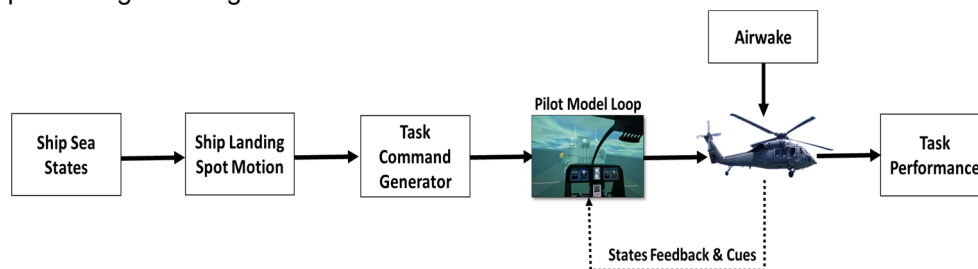 Airwake
Pilot Model Loop
Ship Sea
States
Ship Landing
Spot Motion
Task
Command
Generator
Task
Performance
States Feedback & Cues